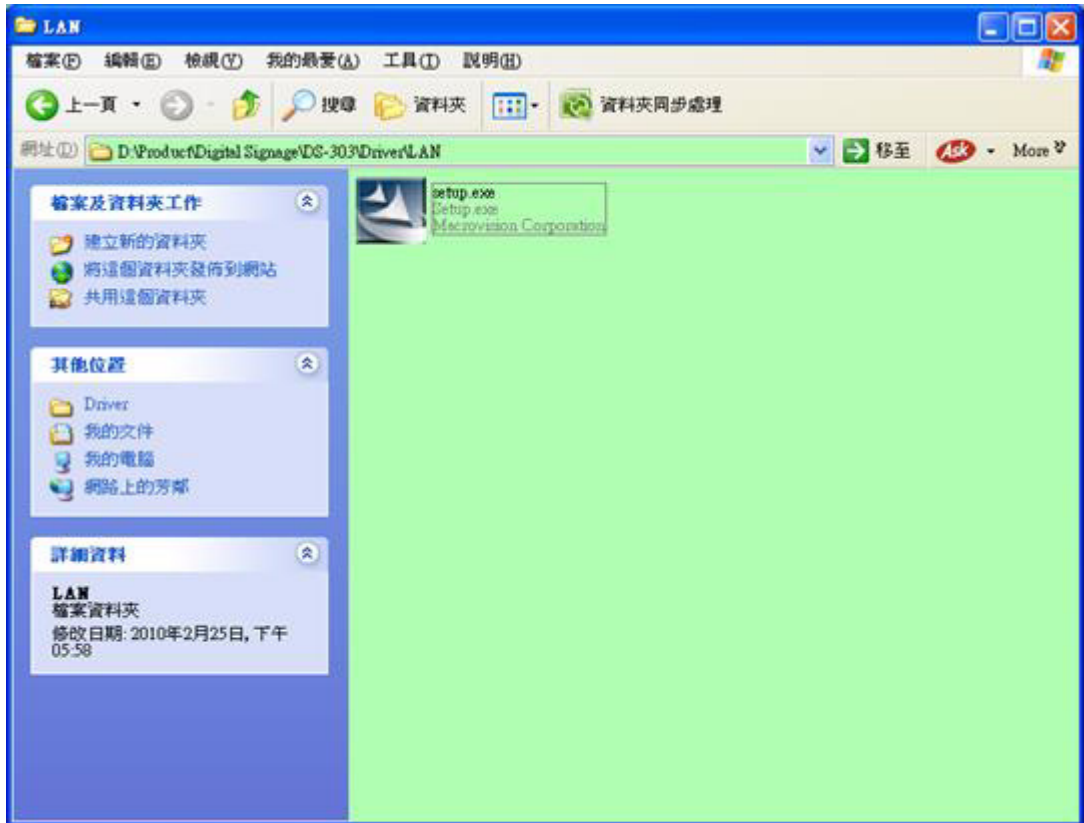 LAN
檔案(F) 編輯(E) 檢視(V) 我的最愛(A) 工具(T) 說明(H)
上一頁 搜尋 資料夾 資料夾同步處理
網址(D) D:\Product\Digital Signage\DS-303\Driver\LAN 移至 Ask More
檔案及資料夾工作
建立新的資料夾
將這個資料夾發佈到網站
共用這個資料夾
其他位置
Driver
我的文件
我的電腦
網路上的芳鄰
詳細資料
LAN
檔案資料夾
修改日期: 2010年2月25日, 下午
05:58
setup.exe
Setup.exe
Macrovision Corporation